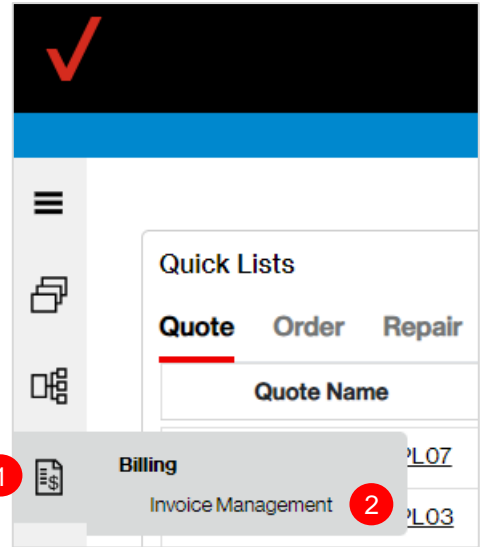 Quick Lists
Quote Order Repair
Quote Name
1
Billing
PL07
Invoice Management 2
PL03